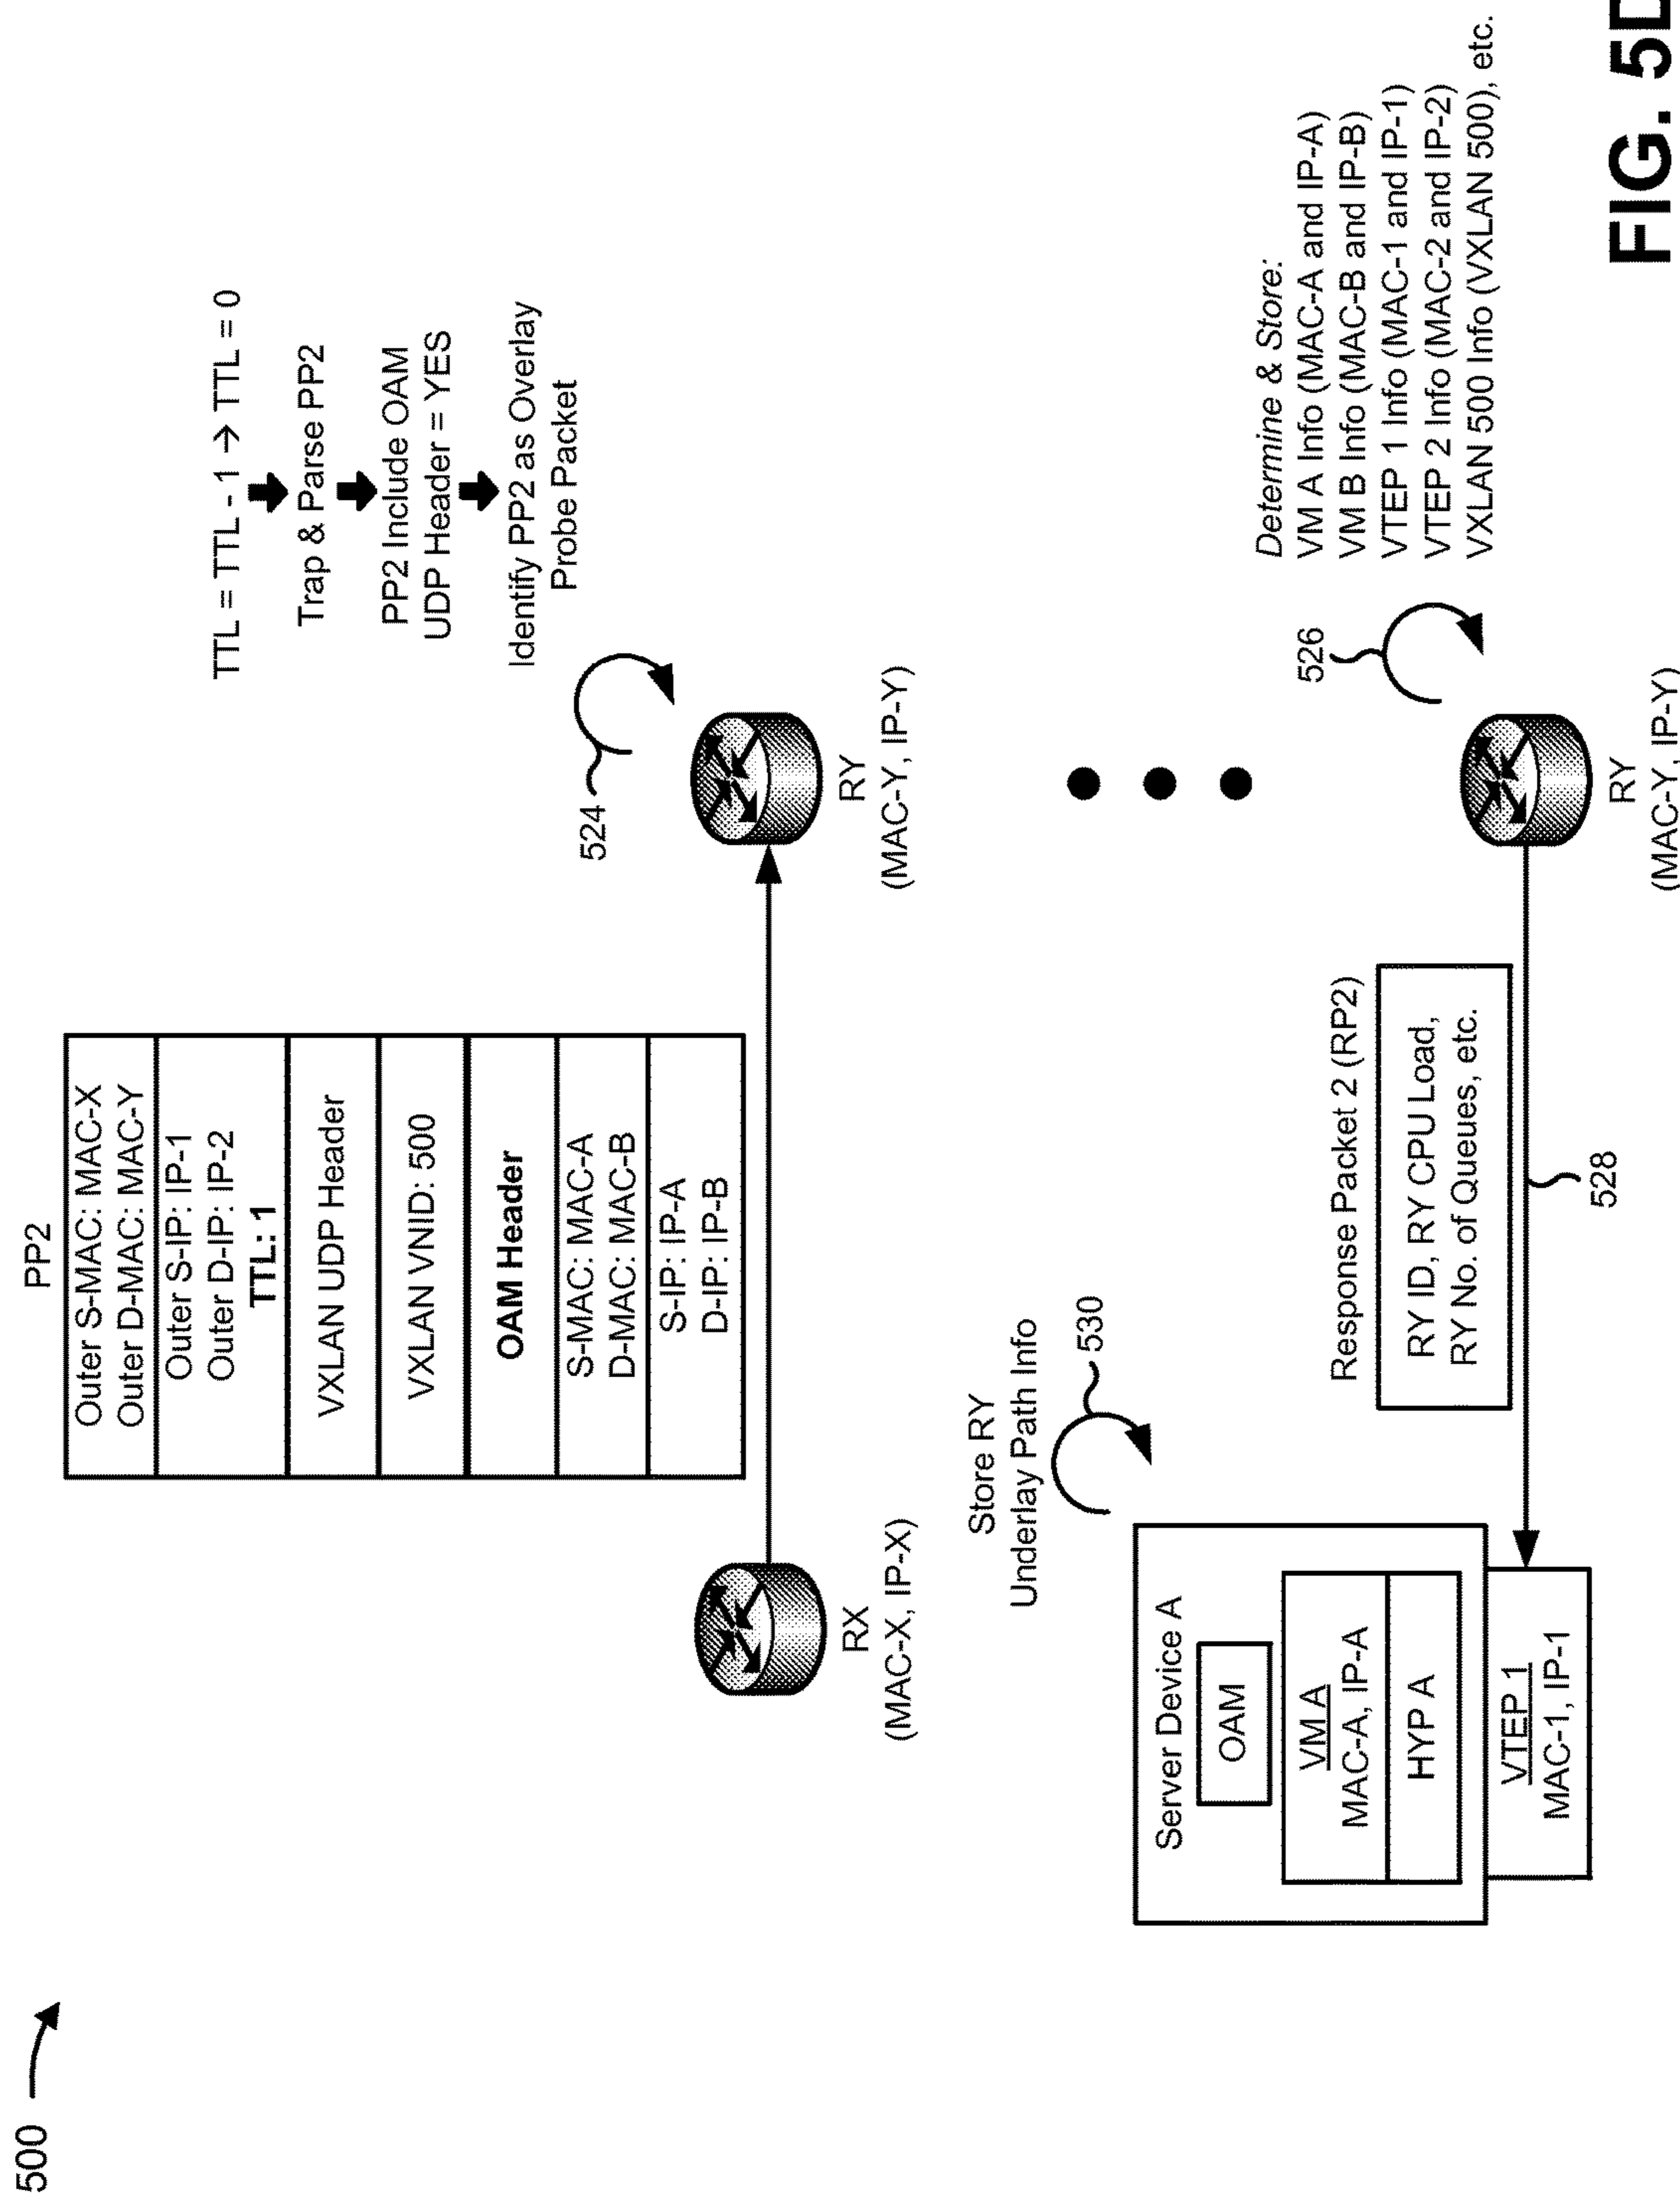 500
PP2
Outer S-MAC: MAC-X
Outer D-MAC: MAC-Y
Outer S-IP: IP-1
Outer D-IP: IP-2
TTL: 1
VXLAN UDP Header
VXLAN VNID: 500
OAM Header
S-MAC: MAC-A
D-MAC: MAC-B
S-IP: IP-A
D-IP: IP-B
RX
(MAC-X, IP-X)
TTL = TTL - 1 → TTL = 0
Trap & Parse PP2
PP2 Include OAM
UDP Header = YES
Identify PP2 as Overlay
Probe Packet
524
RY
(MAC-Y, IP-Y)
Store RY
Underlay Path Info
530
Server Device A
OAM
VM A
MAC-A, IP-A
HYP A
VTEP 1
MAC-1, IP-1
Response Packet 2 (RP2)
RY ID, RY CPU Load,
RY No. of Queues, etc.
528
Determine & Store:
VM A Info (MAC-A and IP-A)
VM B Info (MAC-B and IP-B)
VTEP 1 Info (MAC-1 and IP-1)
VTEP 2 Info (MAC-2 and IP-2)
VXLAN 500 Info (VXLAN 500), etc.
526
RY
(MAC-Y, IP-Y)
FIG. 5D